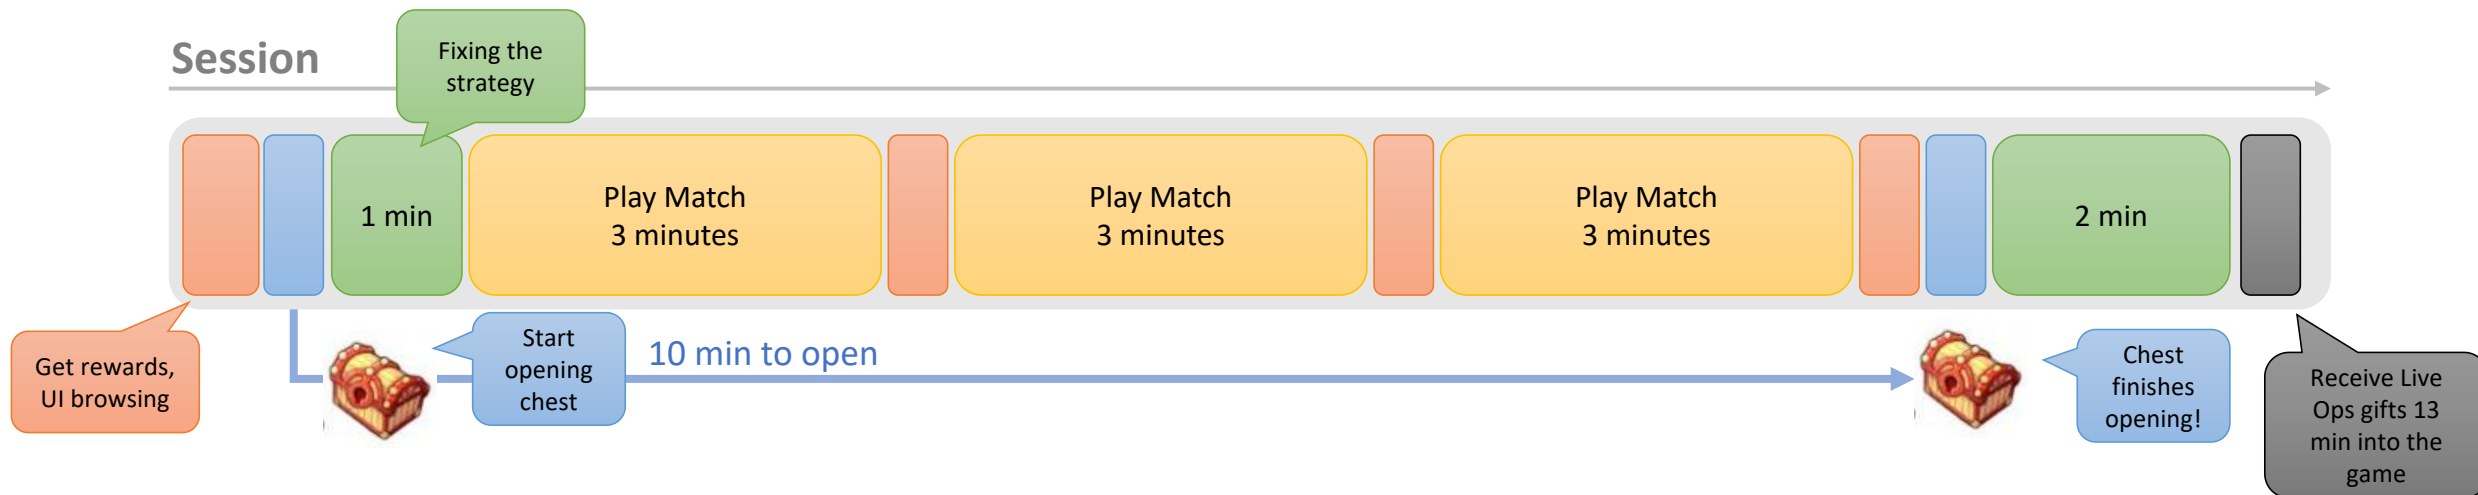 Session
Fixing the
strategy
1 min
Play Match
3 minutes
Play Match
3 minutes
Play Match
3 minutes
2 min
Get rewards,
UI browsing
Start
opening
chest
10 min to open
Chest
finishes
opening!
Receive Live
Ops gifts 13
min into the
game